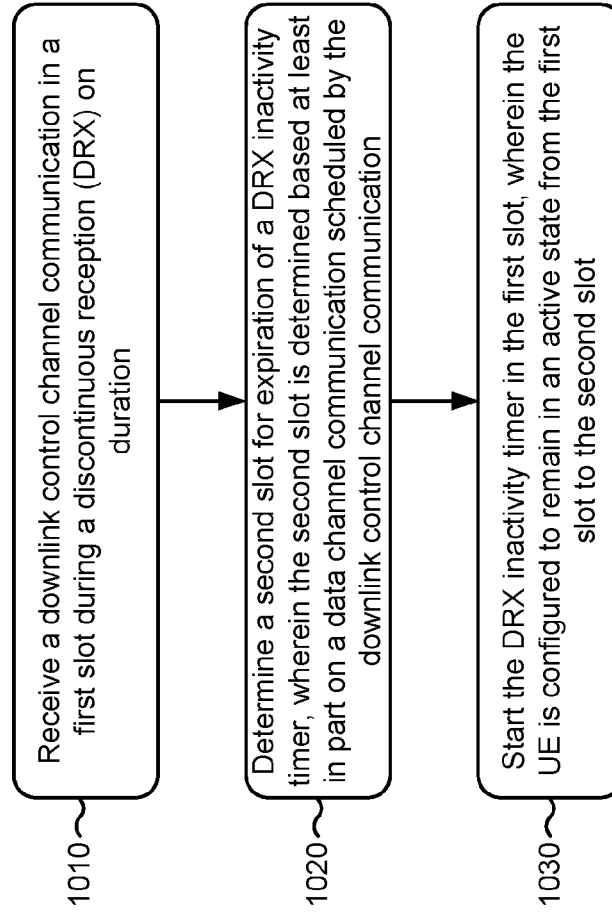 1010
Receive a downlink control channel communication in a
first slot during a discontinuous reception (DRX) on
duration
1020
Determine a second slot for expiration of a DRX inactivity
timer, wherein the second slot is determined based at least
in part on a data channel communication scheduled by the
downlink control channel communication
1030
Start the DRX inactivity timer in the first slot, wherein the
UE is configured to remain in an active state from the first
slot to the second slot